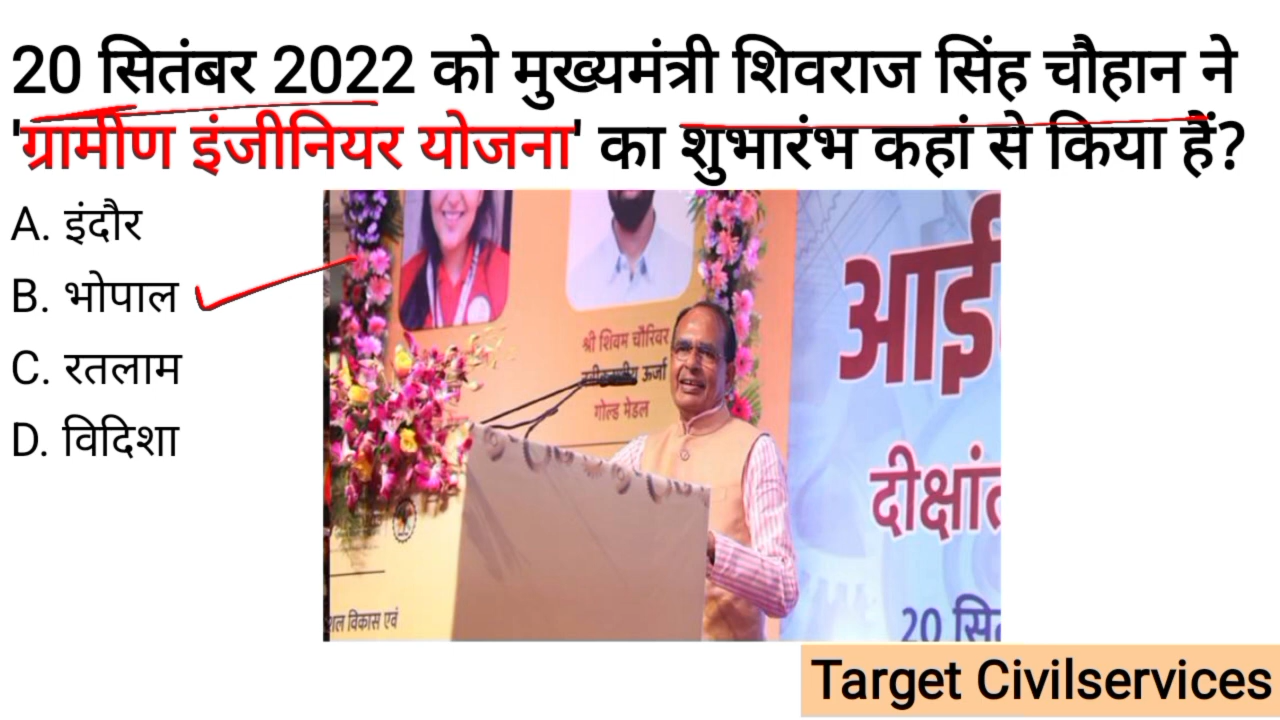 20 सितंबर 2022 को मुख्यमंत्री शिवराज सिंह चौहान ने
'ग्रामीण इंजीनियर योजना' का शुभारंभ कहां से किया हैं?
A. इंदौर
B. भोपाल
C. रतलाम
D. विदिशा
श्री शिवम चौरिवर
ऊर्जा
गोल्ड मेडल
आई
दीक्षांत
विकास एवं
20 सित
Target Civilservices